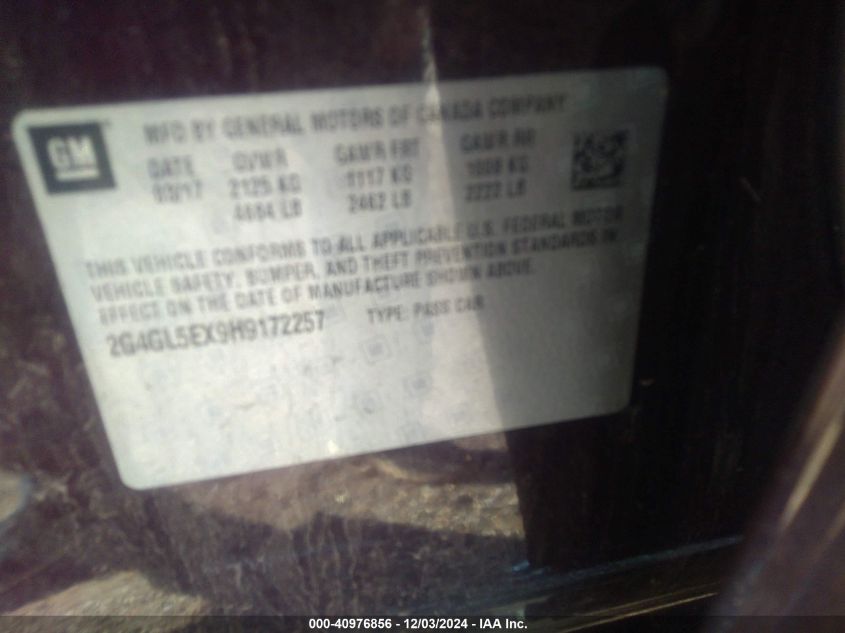 GM
MFD BY GENERAL MOTORS OF CANADA COMPANY
DATE GVWR GAWR FRT GAWR RR
03/17 2125 KG 1117 KG 1008 KG
4684 LB 2462 LB 2222 LB
THIS VEHICLE CONFORMS TO ALL APPLICABLE U.S. FEDERAL MOTOR
VEHICLE SAFETY, BUMPER, AND THEFT PREVENTION STANDARDS IN
EFFECT ON THE DATE OF MANUFACTURE SHOWN ABOVE.
2G4GL5EX9H9172257 TYPE: PASS CAR
000-40976856 - 12/03/2024 - IAA Inc.